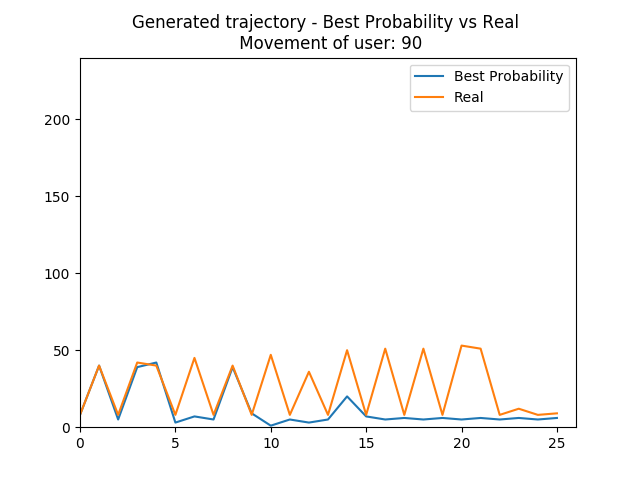 Generated trajectory - Best Probability vs Real
Movement of user: 90
Best Probability
Real
200
150
100
50
0
0 5 10 15 20 25